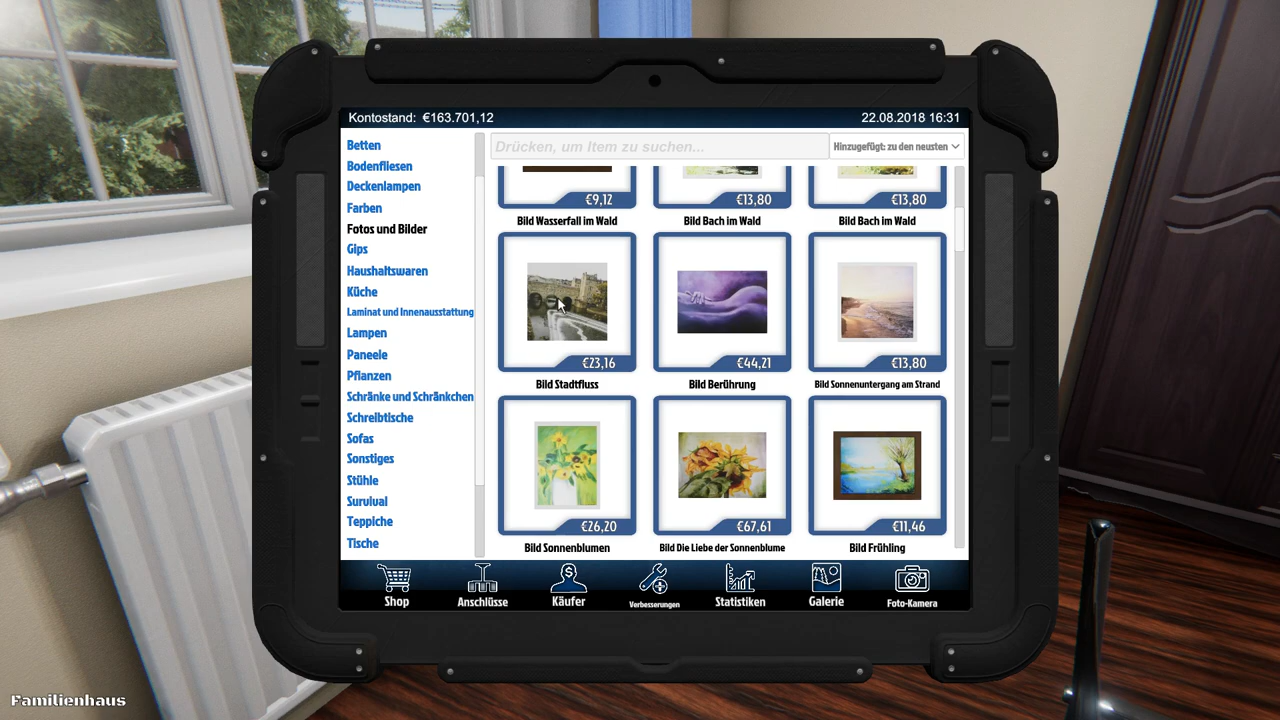 Kontostand: €163.701,12
22.08.2018 16:31
Betten
Bodenfliesen
Deckenlampen
Farben
Fotos und Bilder
Gips
Haushaltswaren
Küche
Laminat und Innenausstattung
Lampen
Paneele
Pflanzen
Schränke und Schränkchen
Schreibtische
Sofas
Sonstiges
Stühle
Survival
Teppiche
Tische
Drücken, um Item zu suchen...
Hinzugefügt: zu den neusten
€9,12
€13,80
€13,80
Bild Wasserfall im Wald
Bild Bach im Wald
Bild Bach im Wald
€23,16
€44,21
€13,80
Bild Stadtfluss
Bild Berührung
Bild Sonnenuntergang am Strand
€26,20
€67,61
€11,46
Bild Sonnenblumen
Bild Die Liebe der Sonnenblume
Bild Frühling
Shop
Anschlüsse
Käufer
Verbesserungen
Statistiken
Galerie
Foto-Kamera
Familienhaus